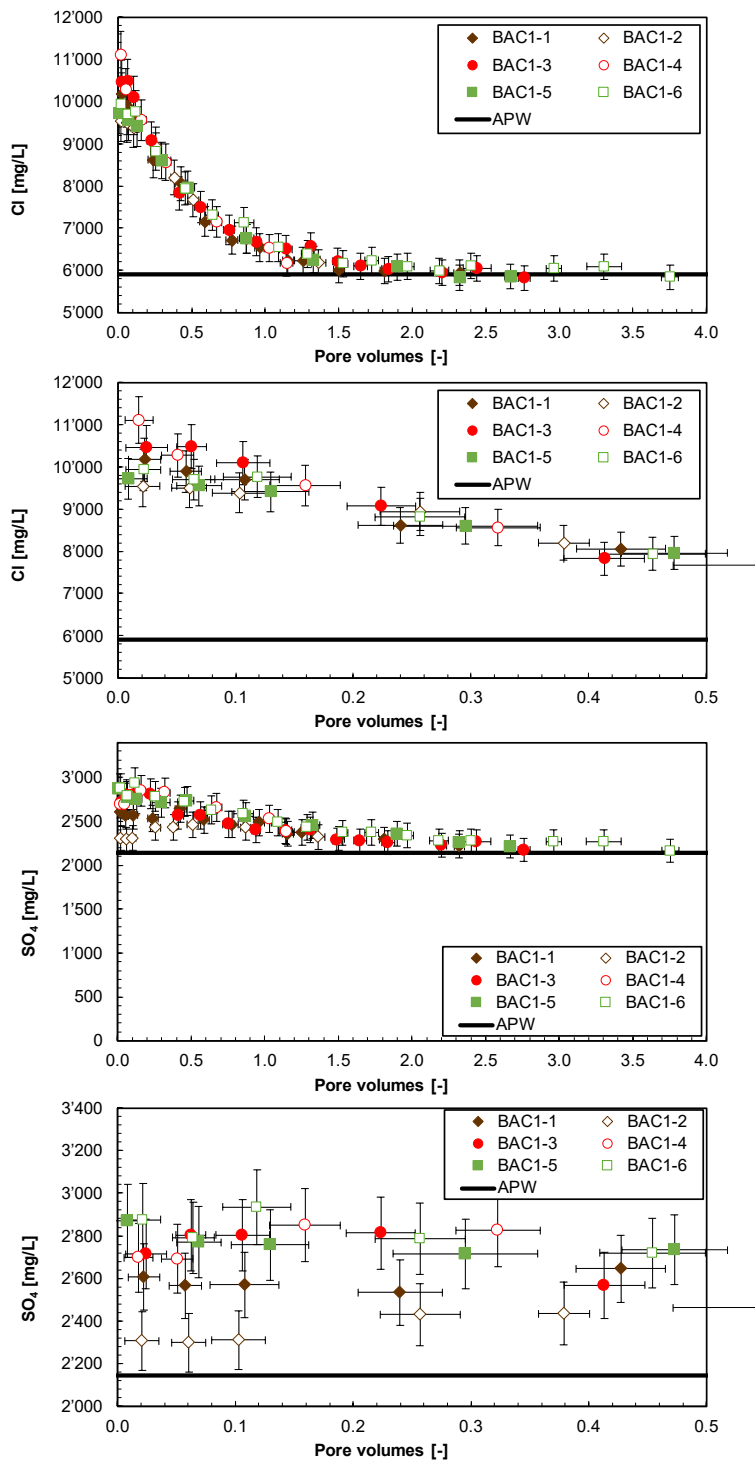 12’000
11’000
10’000
9’000
8’000
7’000
6’000
5’000
Cl [mg/L]
BAC1-1 BAC1-2
BAC1-3 BAC1-4
BAC1-5 BAC1-6
APW
0.0 0.5 1.0 1.5 2.0 2.5 3.0 3.5 4.0
Pore volumes [-]
12’000
11’000
10’000
9’000
8’000
7’000
6’000
5’000
Cl [mg/L]
BAC1-1 BAC1-2
BAC1-3 BAC1-4
BAC1-5 BAC1-6
APW
0.0 0.1 0.2 0.3 0.4 0.5
Pore volumes [-]
3’000
2’500
2’000
1’500
1’000
500
0
SO₄ [mg/L]
BAC1-1 BAC1-2
BAC1-3 BAC1-4
BAC1-5 BAC1-6
APW
0.0 0.5 1.0 1.5 2.0 2.5 3.0 3.5 4.0
Pore volumes [-]
3’400
3’200
3’000
2’800
2’600
2’400
2’200
2’000
SO₄ [mg/L]
BAC1-1 BAC1-2
BAC1-3 BAC1-4
BAC1-5 BAC1-6
APW
0.0 0.1 0.2 0.3 0.4 0.5
Pore volumes [-]